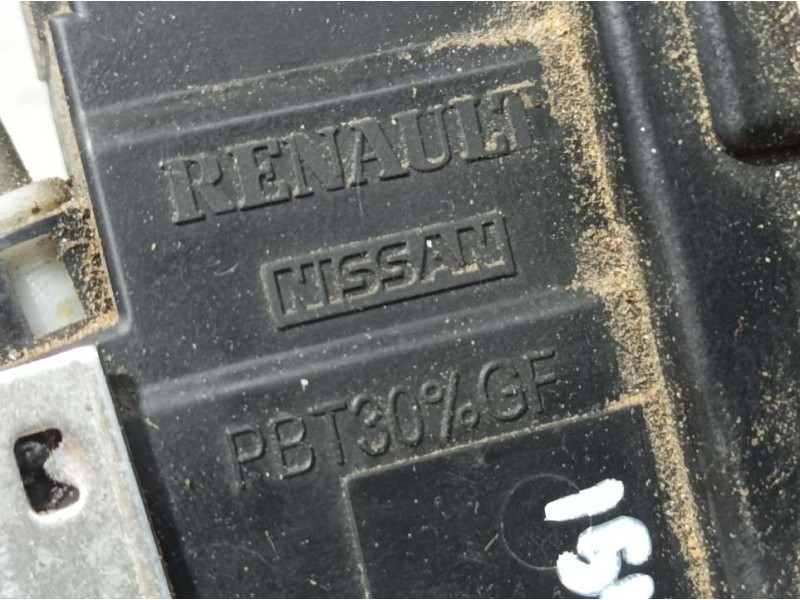 RENAULT
NISSAN
PBT30%GF